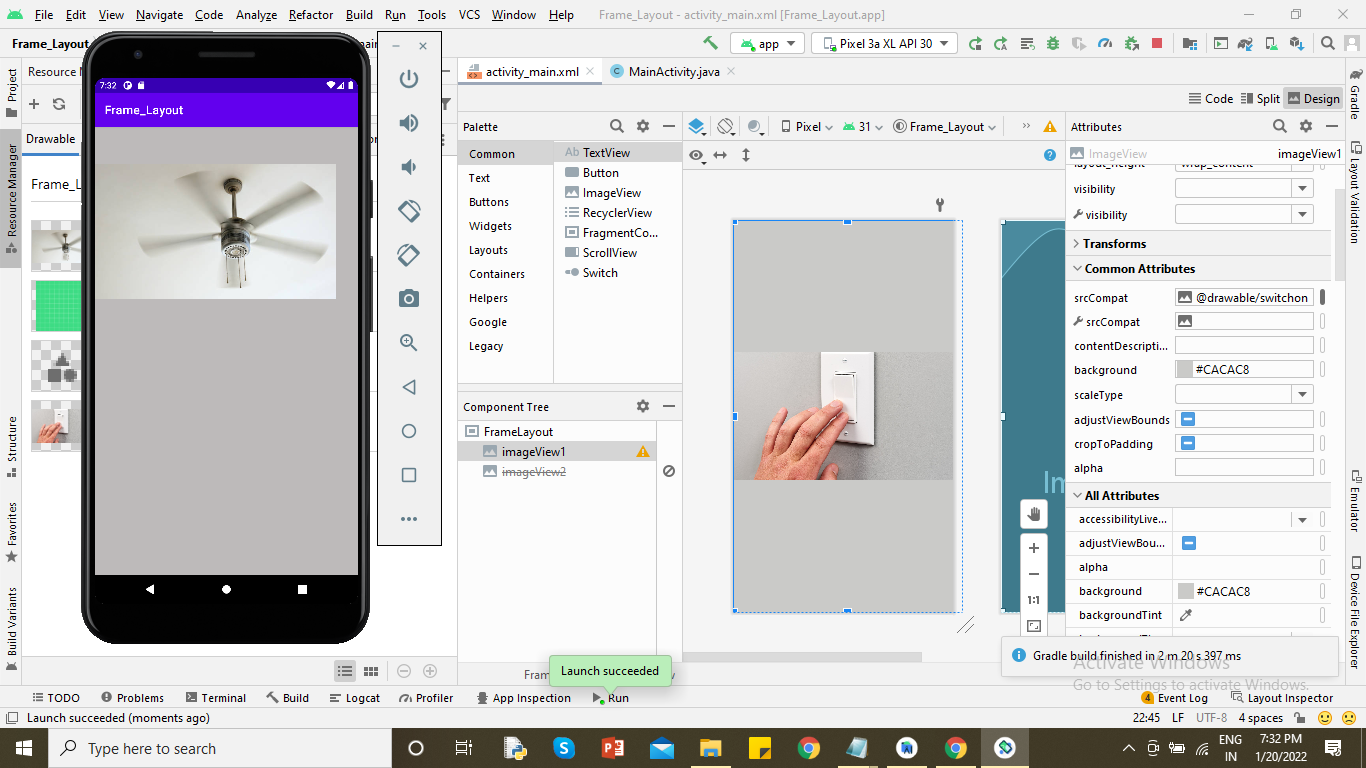 File Edit View Navigate Code Analyze Refactor Build Run Tools VCS Window Help Frame_Layout - activity_main.xml [Frame_Layout.app]
Frame_Layout
app
Pixel 3a XL API 30
Project
Resource Manager
Structure
Favorites
Build Variants
Drawable
Frame_L
7:32
Frame_Layout
activity_main.xml
MainActivity.java
Code
Split
Design
Palette
Common
Text
Buttons
Widgets
Layouts
Containers
Helpers
Google
Legacy
Ab TextView
Button
ImageView
RecyclerView
FragmentCo...
ScrollView
Switch
Component Tree
FrameLayout
imageView1
imageView2
Pixel
31
Frame_Layout
1:1
Attributes
ImageView
imageView1
layout_height wrap_content
visibility
visibility
Transforms
Common Attributes
srcCompat @drawable/switchon
srcCompat
contentDescripti...
background #CACAC8
scaleType
adjustViewBounds
cropToPadding
alpha
All Attributes
accessibilityLive...
adjustViewBou...
alpha
background #CACAC8
backgroundTint
Gradle
Layout Validation
Emulator
Device File Explorer
Gradle build finished in 2 m 20 s 397 ms
Activate Windows
Go to Settings to activate Windows.
Launch succeeded
TODO
Problems
Terminal
Build
Logcat
Profiler
App Inspection
Run
4 Event Log
Layout Inspector
Launch succeeded (moments ago)
22:45 LF UTF-8 4 spaces
Type here to search
ENG
IN
7:32 PM
1/20/2022